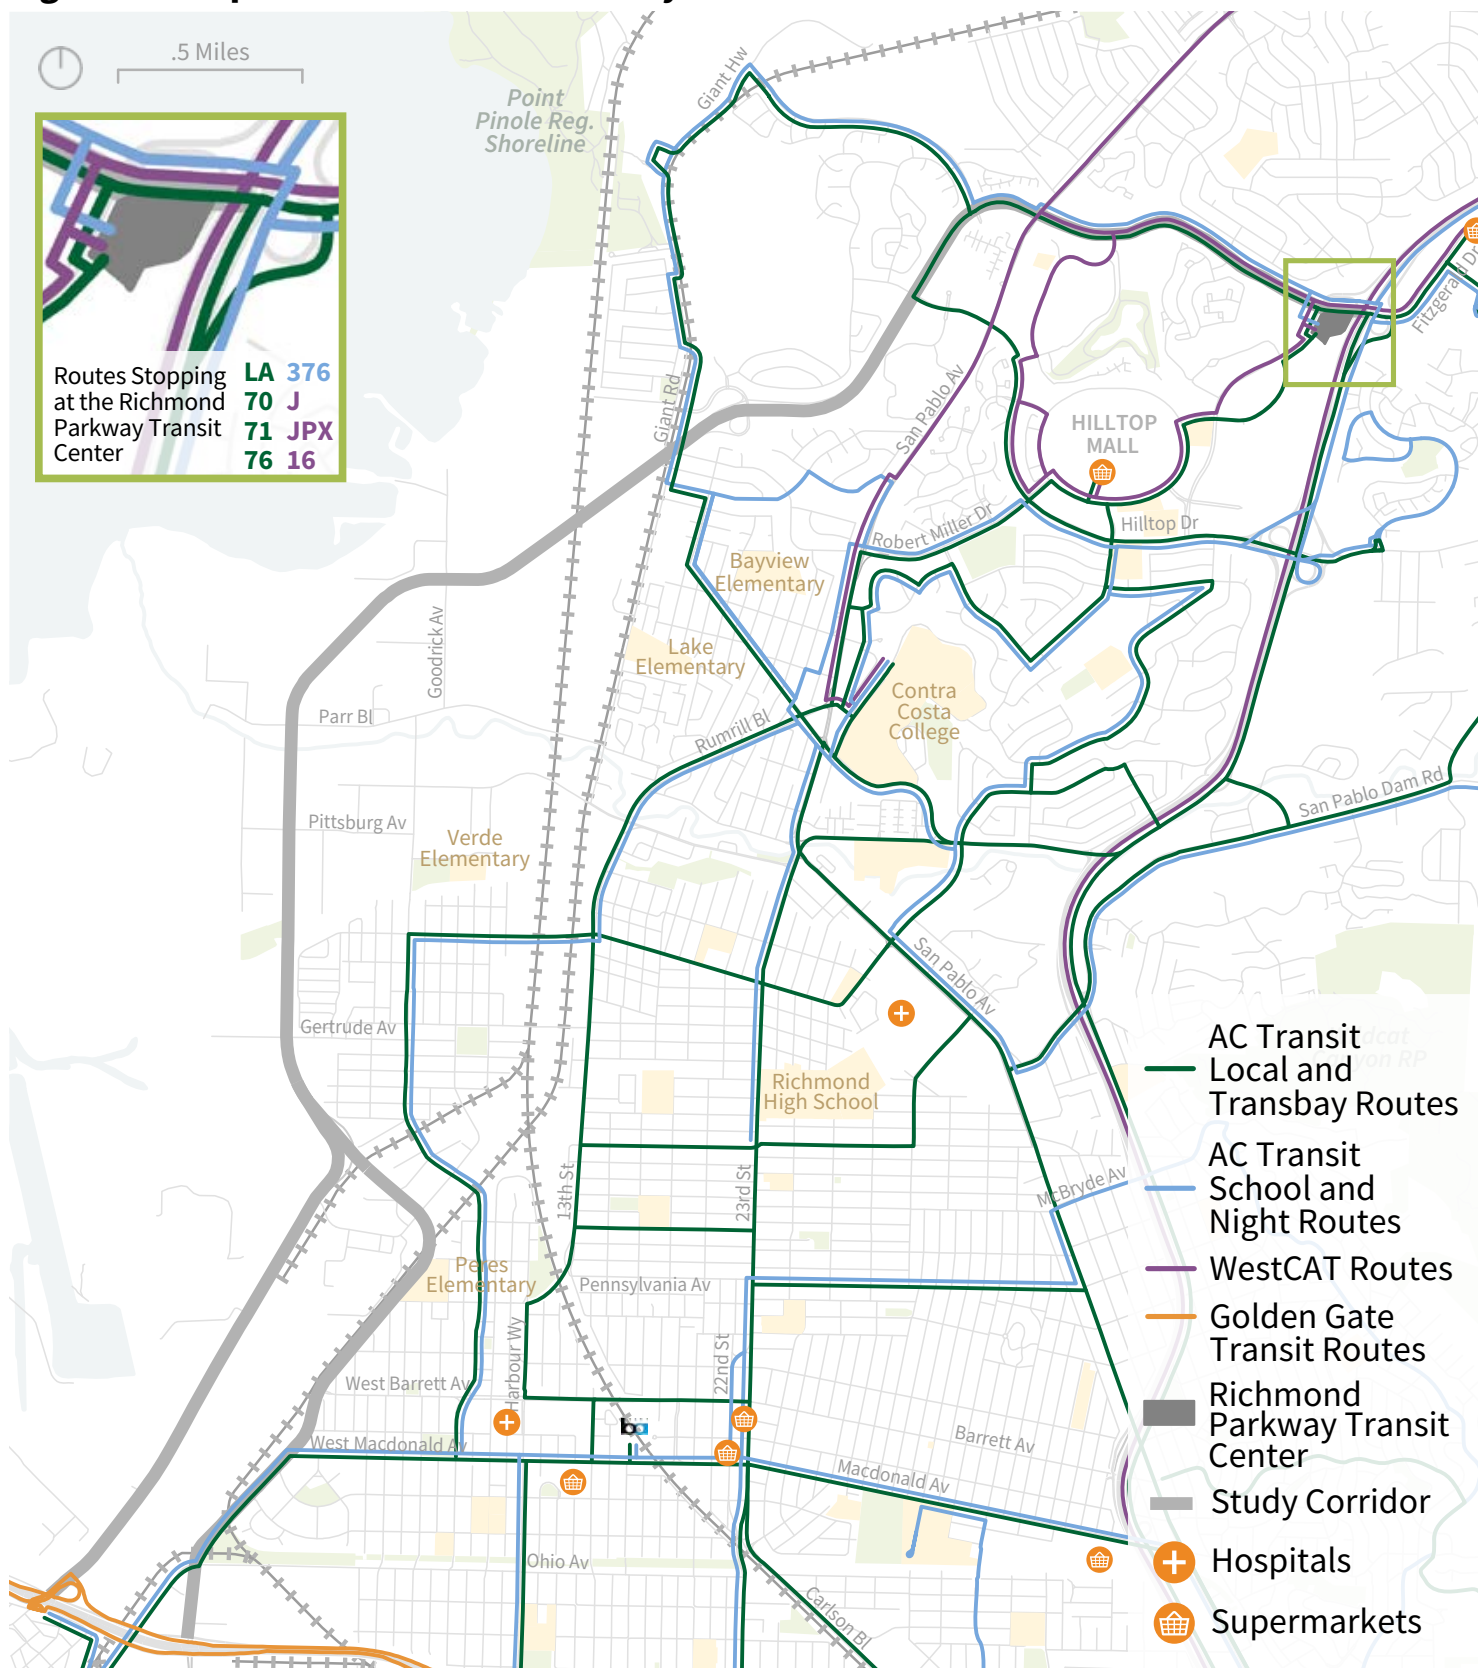 .5 Miles
Point
Pinole Reg.
Shoreline
Giant Hw
Routes Stopping
at the Richmond
Parkway Transit
Center
LA 376
70 J
71 JPX
76 16
Fitzgerald Dr
San Pablo Av
Giant Rd
HILLTOP
MALL
Robert Miller Dr
Hilltop Dr
Bayview
Elementary
Goodrick Av
Lake
Elementary
Contra
Costa
College
Parr Bl
Rumrill Bl
San Pablo Dam Rd
Pittsburg Av
Verde
Elementary
San Pablo Av
Gertrude Av
Richmond
High School
13th St
23rd St
McBryde Av
Peres
Elementary
Pennsylvania Av
Harbour Wy
22nd St
West Barrett Av
West Macdonald Av
Barrett Av
Macdonald Av
Ohio Av
Carlson Bl
AC Transit
Local and
Transbay Routes
AC Transit
School and
Night Routes
WestCAT Routes
Golden Gate
Transit Routes
Richmond
Parkway Transit
Center
Study Corridor
Hospitals
Supermarkets